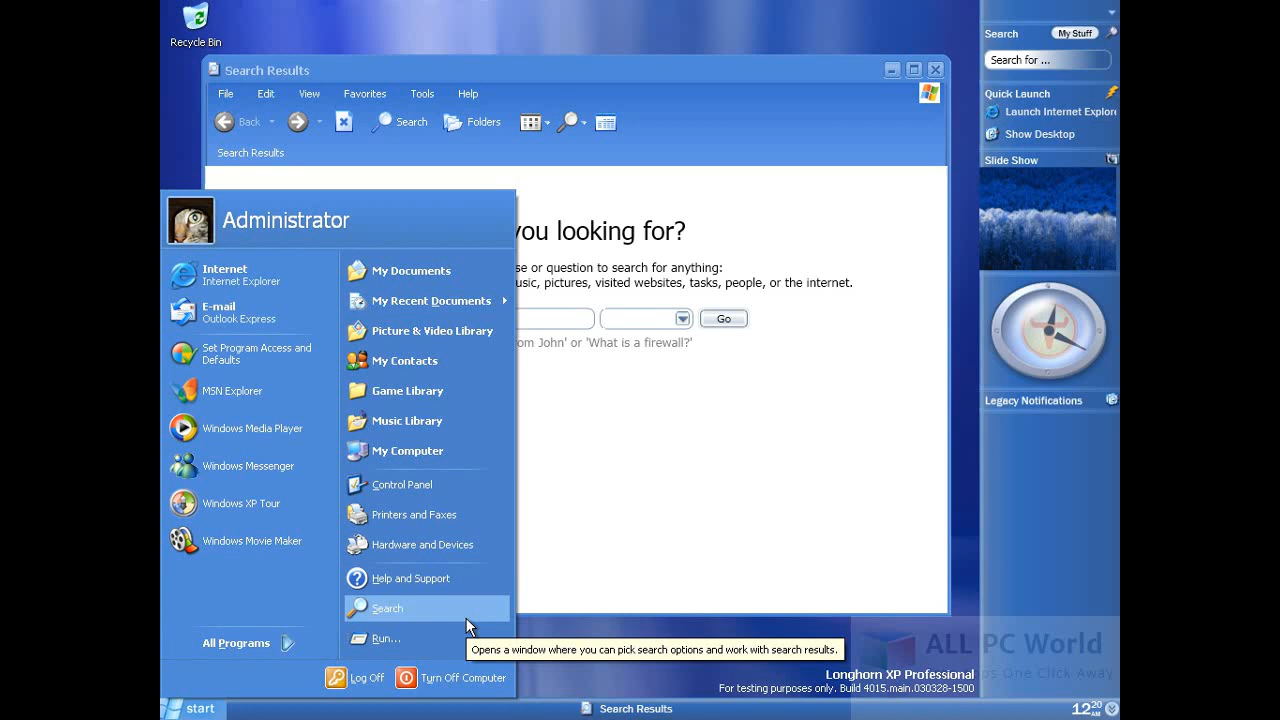 Recycle Bin
Search Results
File Edit View Favorites Tools Help
Back Search Folders
Search Results
you looking for?
se or question to search for anything:
usic, pictures, visited websites, tasks, people, or the internet.
Go
om John' or 'What is a firewall?'
Administrator
Internet
Internet Explorer
E-mail
Outlook Express
Set Program Access and
Defaults
MSN Explorer
Windows Media Player
Windows Messenger
Windows XP Tour
Windows Movie Maker
All Programs
My Documents
My Recent Documents
Picture & Video Library
My Contacts
Game Library
Music Library
My Computer
Control Panel
Printers and Faxes
Hardware and Devices
Help and Support
Search
Run...
Opens a window where you can pick search options and work with search results.
Log Off Turn Off Computer
Search My Stuff
Search for ...
Quick Launch
Launch Internet Explore
Show Desktop
Slide Show
Legacy Notifications
ALL PC World
ps One Click Away
Longhorn XP Professional
For testing purposes only. Build 4015.main.030328-1500
start
Search Results
12:20
AM